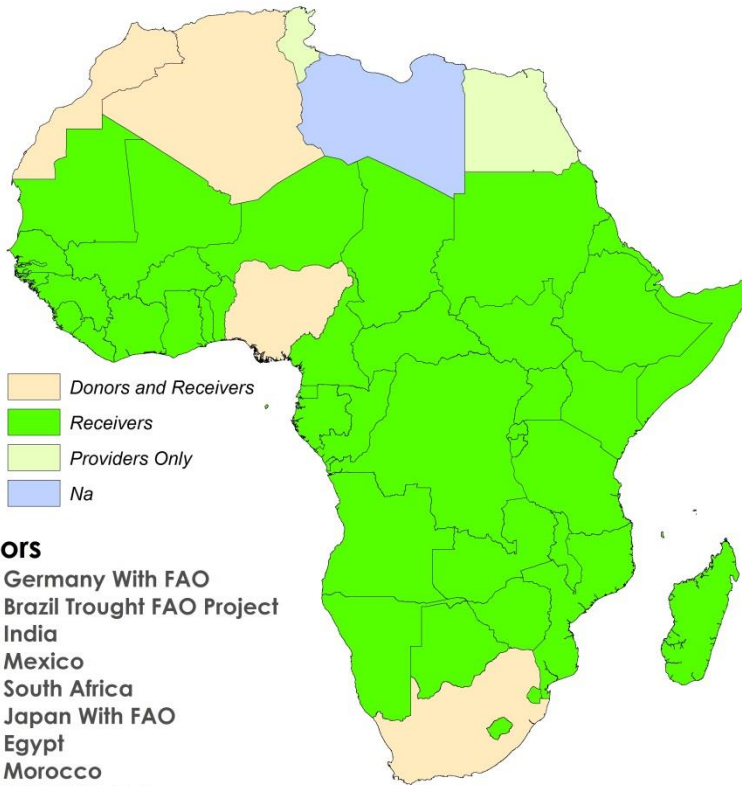 Donors and Receivers
Receivers
Providers Only
Na
ors
Germany With FAO
Brazil Trought FAO Project
India
Mexico
South Africa
Japan With FAO
Egypt
Morocco